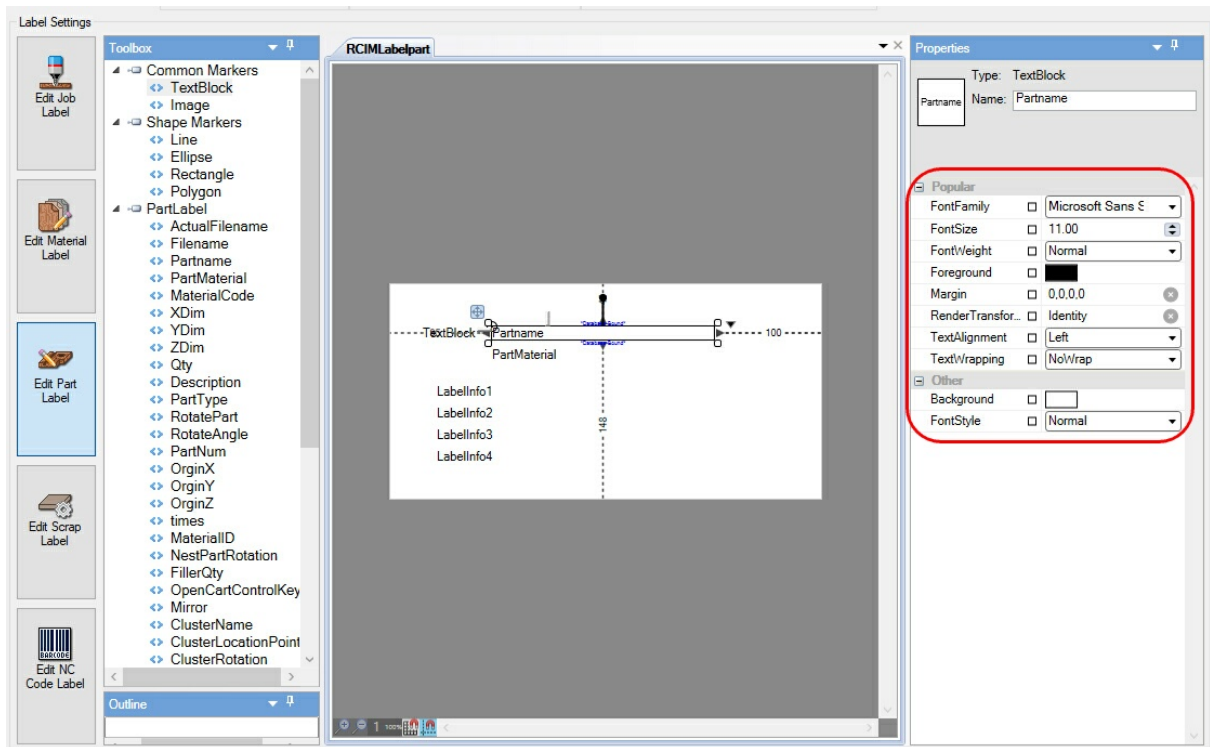 Label Settings
Edit Job
Label
Edit Material
Label
Edit Part
Label
Edit Scrap
Label
BARCODE
Edit NC
Code Label
Toolbox
Common Markers
TextBlock
Image
Shape Markers
Line
Ellipse
Rectangle
Polygon
PartLabel
ActualFilename
Filename
Partname
PartMaterial
MaterialCode
XDim
YDim
ZDim
Qty
Description
PartType
RotatePart
RotateAngle
PartNum
OrginX
OrginY
OrginZ
times
MaterialID
NestPartRotation
FillerQty
OpenCartControlKey
Mirror
ClusterName
ClusterLocationPoint
ClusterRotation
Outline
RCIMLabelpart
TextBlock
Partname
100
PartMaterial
LabelInfo1
LabelInfo2
LabelInfo3
LabelInfo4
148
1 100%
Properties
Partname
Type: TextBlock
Name: Partname
Popular
FontFamily Microsoft Sans S
FontSize 11.00
FontWeight Normal
Foreground
Margin 0,0,0,0
RenderTransfor... Identity
TextAlignment Left
TextWrapping NoWrap
Other
Background
FontStyle Normal